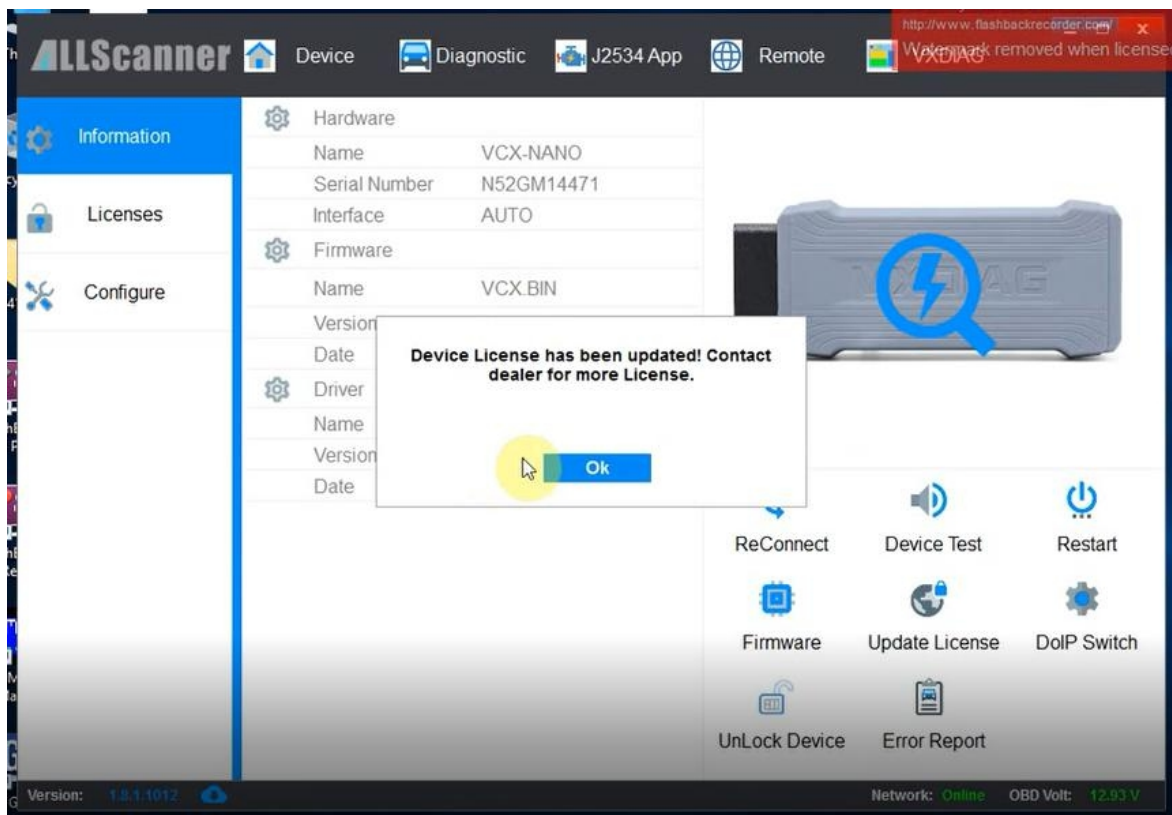 http://www.flashbackrecorder.com/
Watermark removed when license
ALLScanner
Device
Diagnostic
J2534 App
Remote
VXDIAG
Information
Licenses
Configure
Hardware
Name VCX-NANO
Serial Number N52GM14471
Interface AUTO
Firmware
Name VCX.BIN
Version
Date
Driver
Name
Version
Date
Device License has been updated! Contact
dealer for more License.
Ok
VXDIAG
ReConnect Device Test Restart
Firmware Update License DoIP Switch
UnLock Device Error Report
Version: 1.8.1.1012 Network: Online OBD Volt: 12.93 V